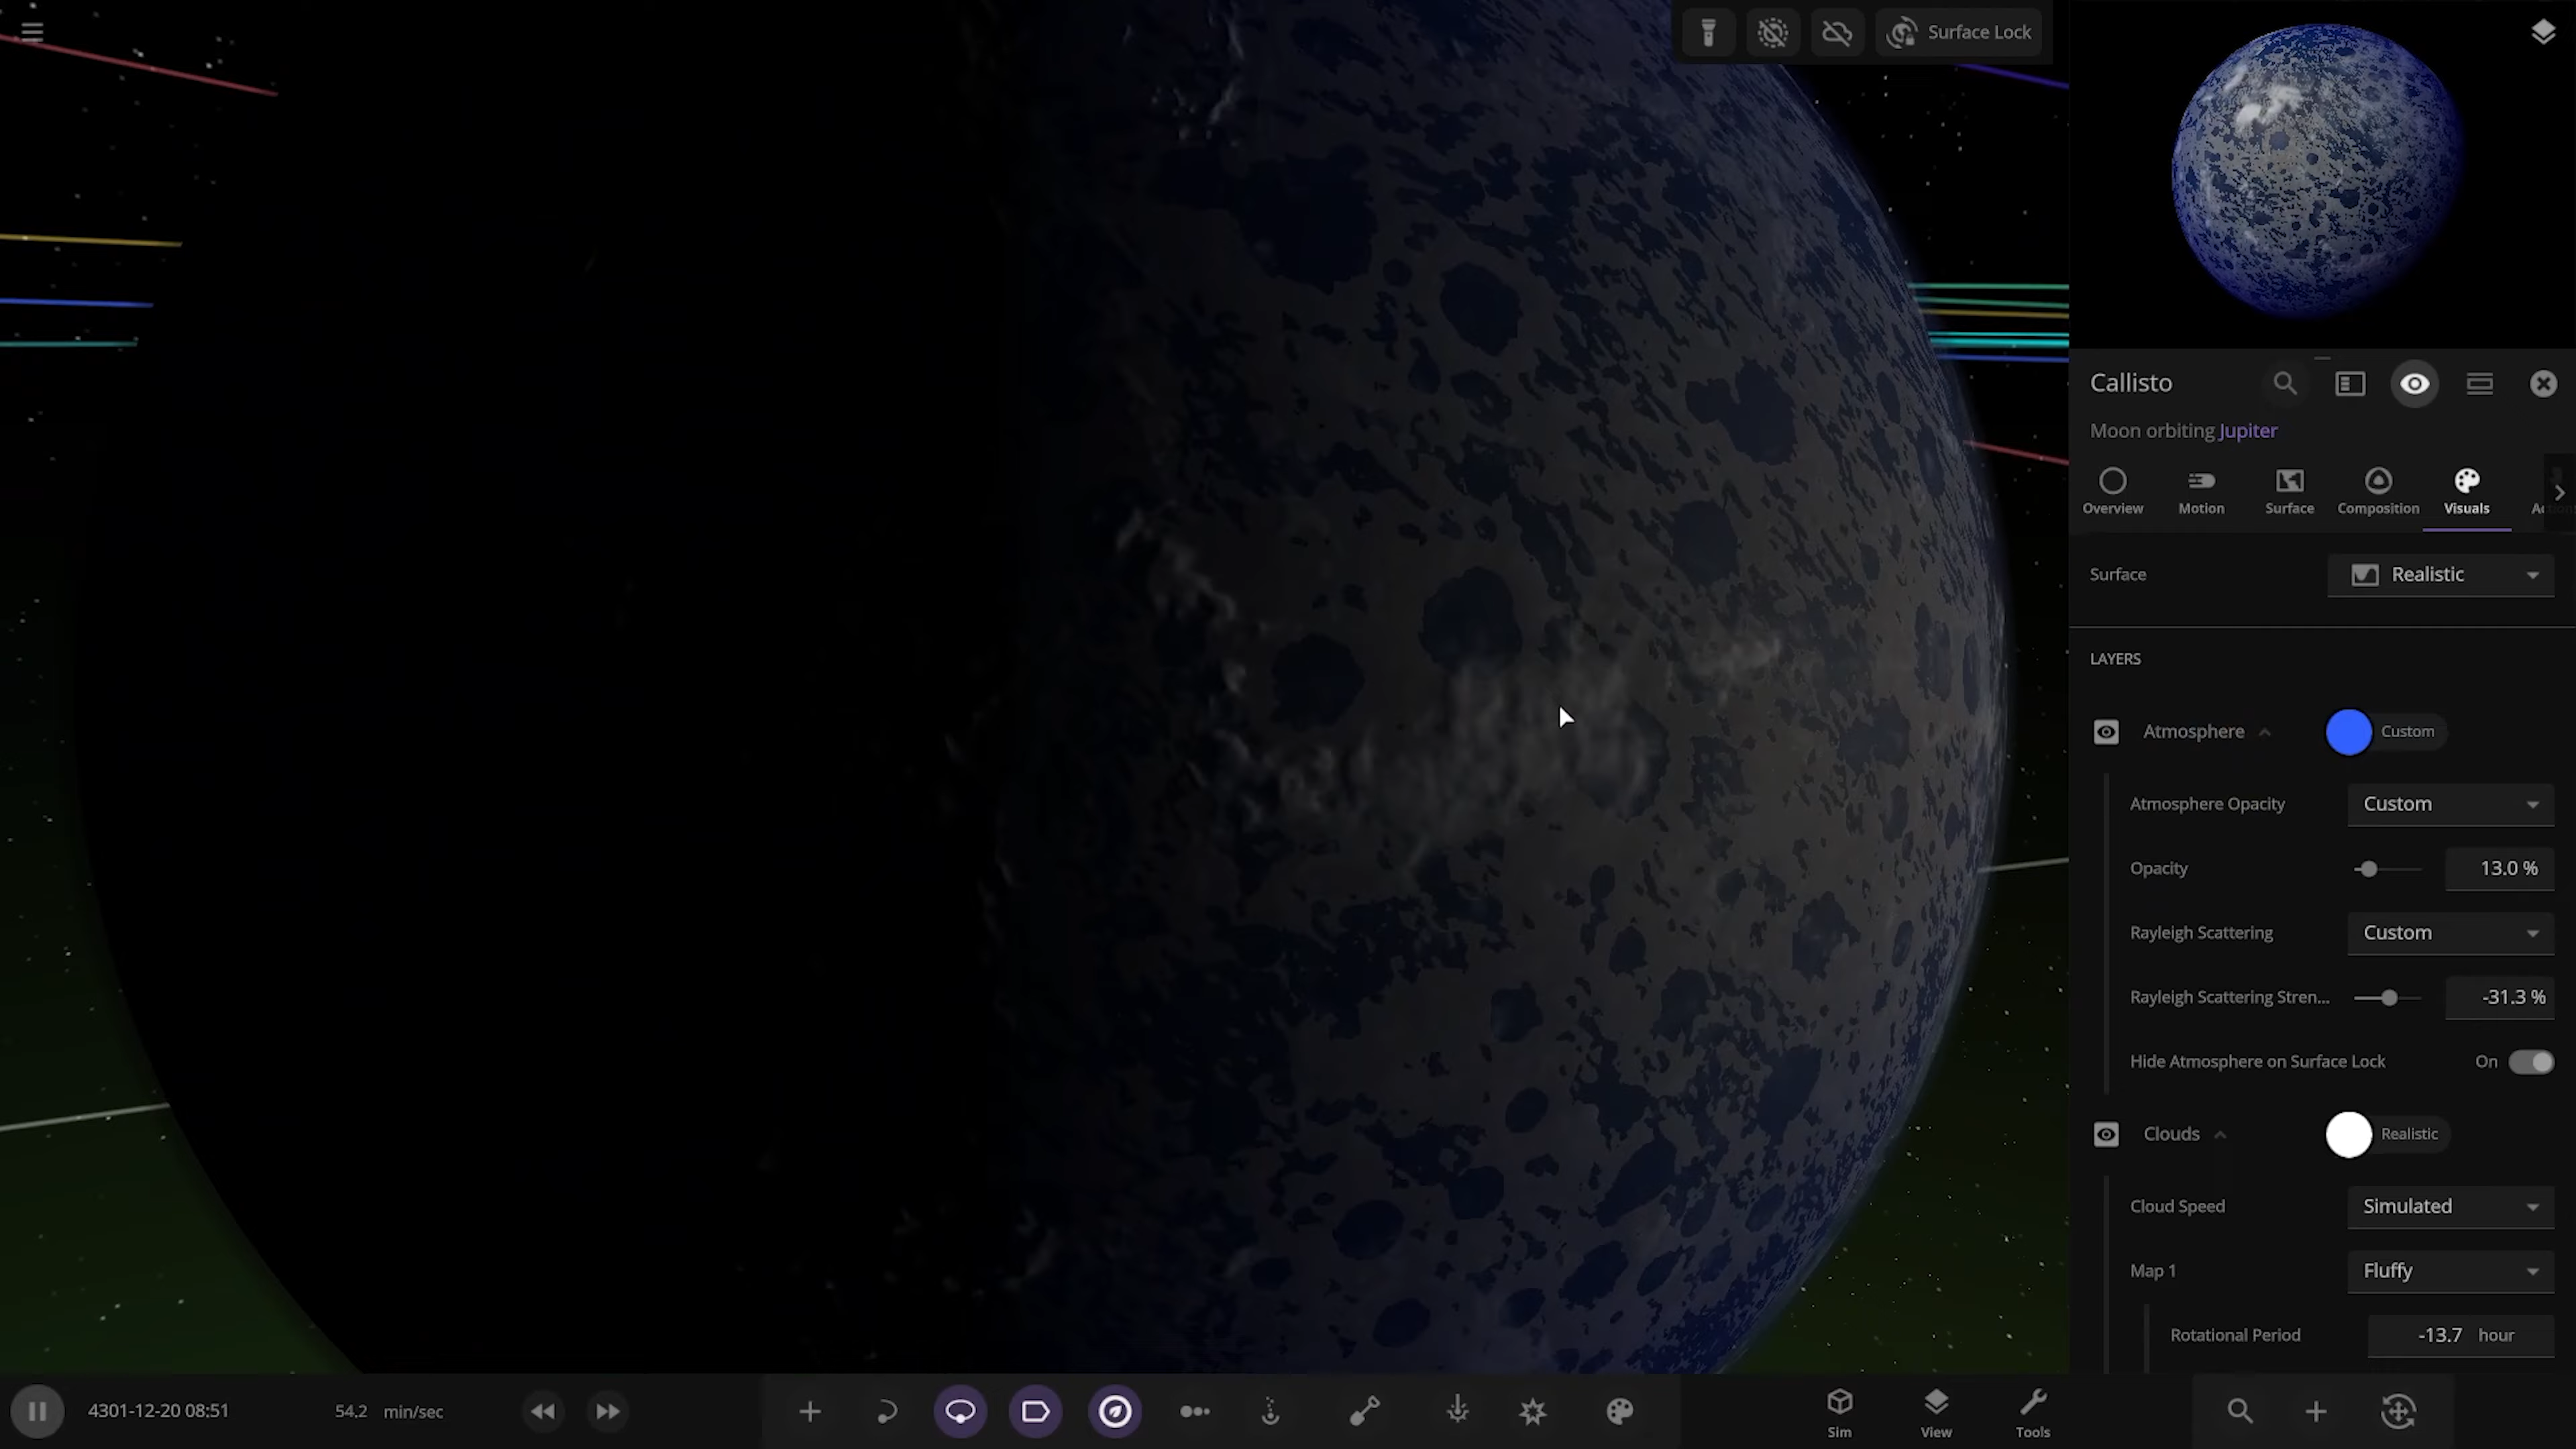 Surface Lock
Callisto
Moon orbiting Jupiter
Overview
Motion
Surface
Composition
Visuals
Surface
Realistic
LAYERS
Atmosphere
Custom
Atmosphere Opacity
Custom
Opacity
13.0 %
Rayleigh Scattering
Custom
Rayleigh Scattering Stren...
-31.3 %
Hide Atmosphere on Surface Lock
On
Clouds
Realistic
Cloud Speed
Simulated
Map 1
Fluffy
Rotational Period
-13.7 hour
4301-12-20 08:51
54.2 min/sec
Sim
View
Tools